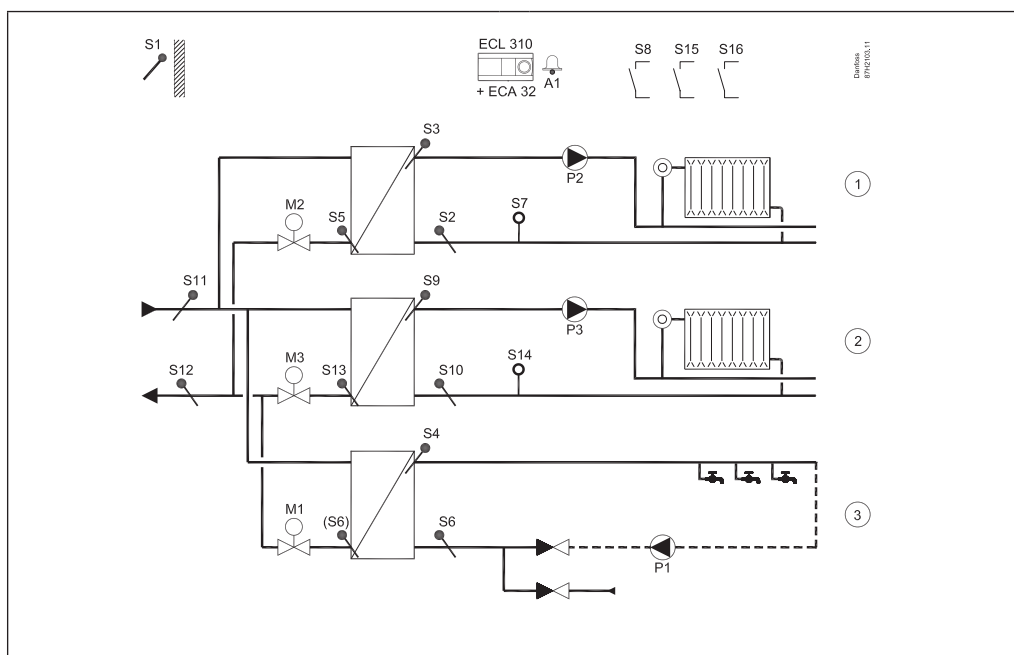 S1
ECL 310
+ ECA 32
A1
S8
S15
S16
Danfoss
87H2103.11
S3
P2
S7
M2
S5
S2
1
S11
S9
P3
S14
2
S12
M3
S13
S10
S4
M1
(S6)
S6
P1
3